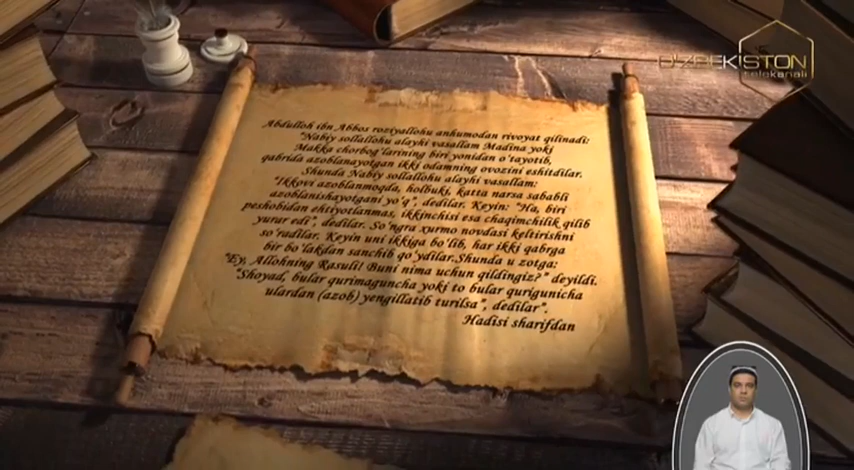 O'ZBEKISTON
telekanali
Abdulloh ibn Abbos roziyallohu anhumodan rivoyat qilinadi:
"Nabiy sollallohu alayhi vasallam Madina yoki
Makka chorbog'larining biri yonidan o'tayotib,
qabrida azoblanayotgan ikki odamning ovozini eshitdilar.
Shunda Nabiy sollallohu alayhi vasallam:
"Ikkovi azoblanmoqda, holbuki, katta narsa sababli
azoblanishayotgani yo'q", dedilar. Keyin: "Ha, biri
peshobidan ehtiyotlanmas, ikkinchisi esa chaqimchilik qilib
yurar edi", dedilar. So'ngra xurmo novdasi keltirishni
so'radilar. Keyin uni ikkiga bo'lib, har ikki qabrga
bir bo'lakdan sanchib qo'ydilar.Shunda u zotga:
"Ey, Allohning Rasuli! Buni nima uchun qildingiz?" deyildi.
"Shoyad, bular qurimaguncha yoki to bular qurigunicha
ulardan (azob) yengillatib turilsa", dedilar".
Hadisi sharifdan